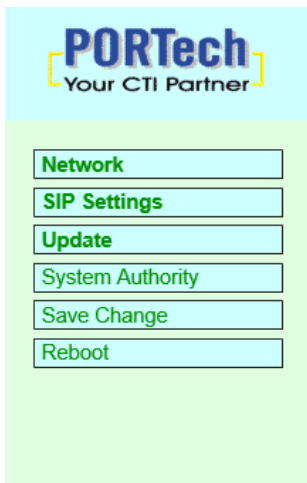 PORTech
Your CTI Partner
Network
SIP Settings
Update
System Authority
Save Change
Reboot